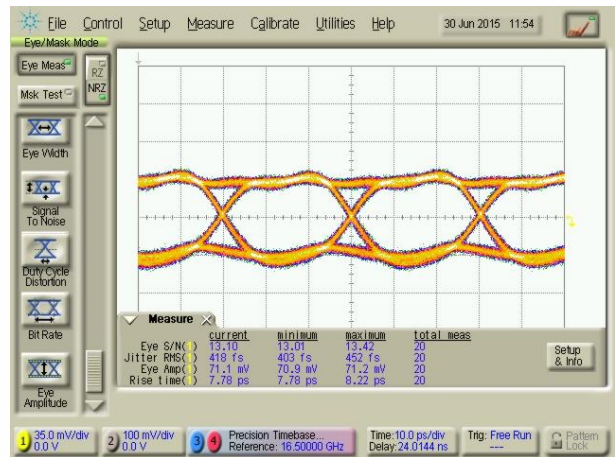 File Control Setup Measure Calibrate Utilities Help 30 Jun 2015 11:54
Eye/Mask Mode
Eye Meas
RZ
NRZ
Msk Test
Eye Width
Signal
To Noise
Duty Cycle
Distortion
Bit Rate
Eye
Amplitude
Measure
current minimum maximum total meas
Eye S/N(1) 13.10 13.01 13.42 20
Jitter RMS(1) 418 fs 403 fs 452 fs 20
Eye Amp(1) 71.1 mV 70.9 mV 71.2 mV 20
Rise time(1) 7.78 ps 7.78 ps 8.22 ps 20
Setup
& Info
1 35.0 mV/div
0.0 V
2 100 mV/div
0.0 V
3 4 Precision Timebase...
Reference: 16.50000 GHz
Time:10.0 ps/div
Delay:24.0144 ns
Trig: Free Run
---
Pattern
Lock